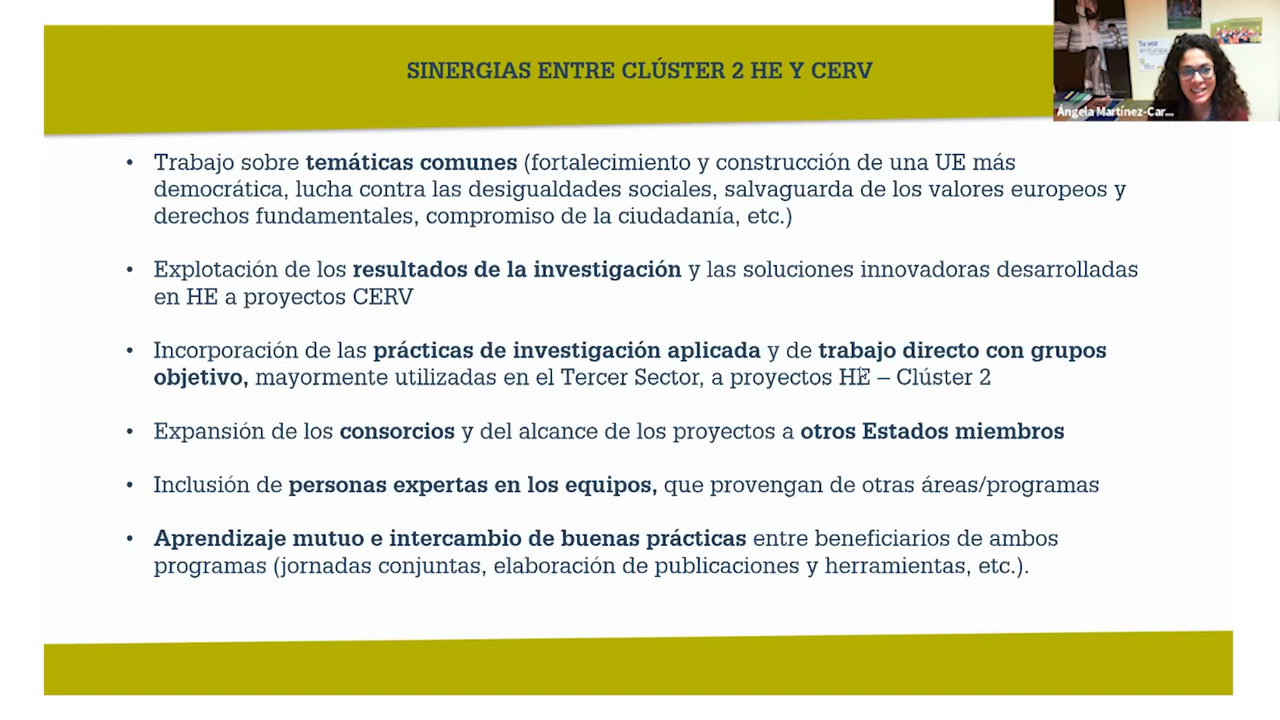 SINERGIAS ENTRE CLÚSTER 2 HE Y CERV
Tu voz
en Europa
Ángela Martínez-Car...
• Trabajo sobre temáticas comunes (fortalecimiento y construcción de una UE más
democrática, lucha contra las desigualdades sociales, salvaguarda de los valores europeos y
derechos fundamentales, compromiso de la ciudadanía, etc.)
• Explotación de los resultados de la investigación y las soluciones innovadoras desarrolladas
en HE a proyectos CERV
• Incorporación de las prácticas de investigación aplicada y de trabajo directo con grupos
objetivo, mayormente utilizadas en el Tercer Sector, a proyectos HE – Clúster 2
• Expansión de los consorcios y del alcance de los proyectos a otros Estados miembros
• Inclusión de personas expertas en los equipos, que provengan de otras áreas/programas
• Aprendizaje mutuo e intercambio de buenas prácticas entre beneficiarios de ambos
programas (jornadas conjuntas, elaboración de publicaciones y herramientas, etc.).